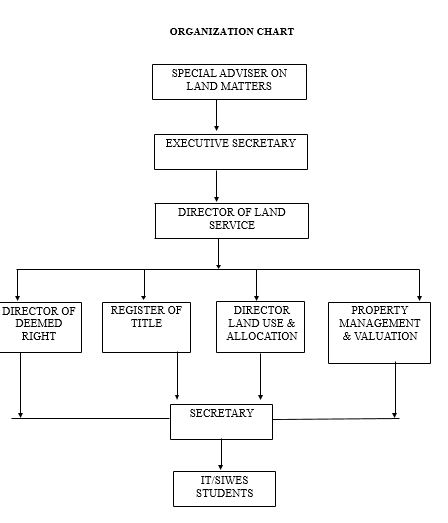 ORGANIZATION CHART
SPECIAL ADVISER ON
LAND MATTERS
EXECUTIVE SECRETARY
DIRECTOR OF LAND
SERVICE
DIRECTOR OF
DEEMED
RIGHT
REGISTER OF
TITLE
DIRECTOR
LAND USE &
ALLOCATION
PROPERTY
MANAGEMENT
& VALUATION
SECRETARY
IT/SIWES
STUDENTS